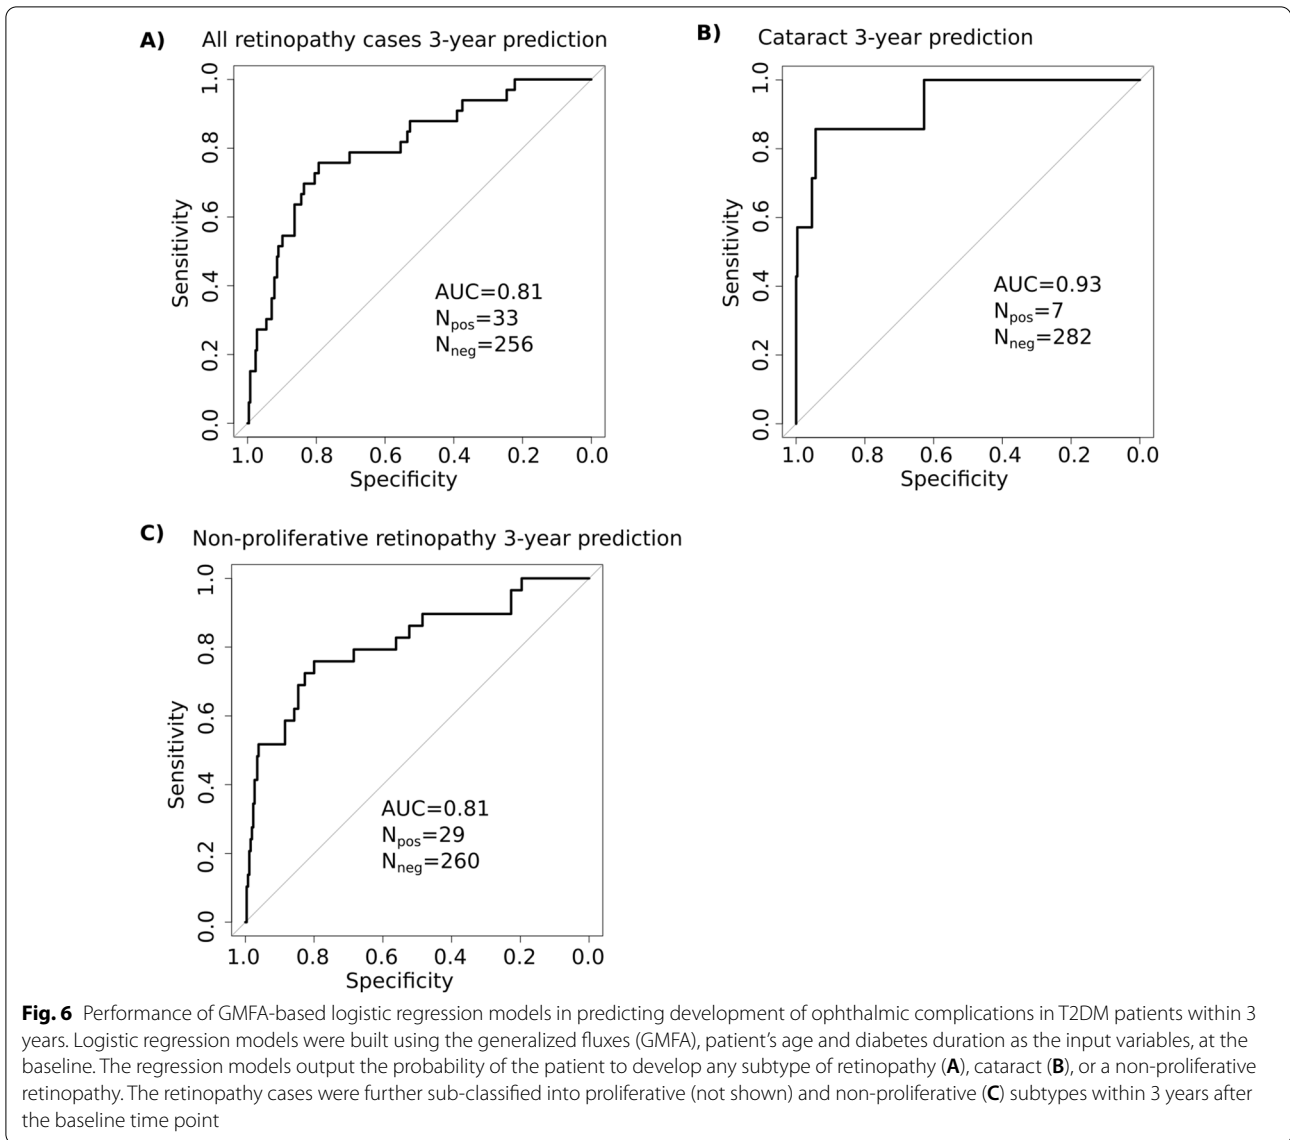 A) All retinopathy cases 3-year prediction
Sensitivity
1.0
0.8
0.6
0.4
0.2
0.0
AUC=0.81
Npos=33
Nneg=256
1.0 0.8 0.6 0.4 0.2 0.0
Specificity
B) Cataract 3-year prediction
Sensitivity
1.0
0.8
0.6
0.4
0.2
0.0
AUC=0.93
Npos=7
Nneg=282
1.0 0.8 0.6 0.4 0.2 0.0
Specificity
C) Non-proliferative retinopathy 3-year prediction
Sensitivity
1.0
0.8
0.6
0.4
0.2
0.0
AUC=0.81
Npos=29
Nneg=260
1.0 0.8 0.6 0.4 0.2 0.0
Specificity
Fig. 6 Performance of GMFA-based logistic regression models in predicting development of ophthalmic complications in T2DM patients within 3
years. Logistic regression models were built using the generalized fluxes (GMFA), patient's age and diabetes duration as the input variables, at the
baseline. The regression models output the probability of the patient to develop any subtype of retinopathy (A), cataract (B), or a non-proliferative
retinopathy. The retinopathy cases were further sub-classified into proliferative (not shown) and non-proliferative (C) subtypes within 3 years after
the baseline time point